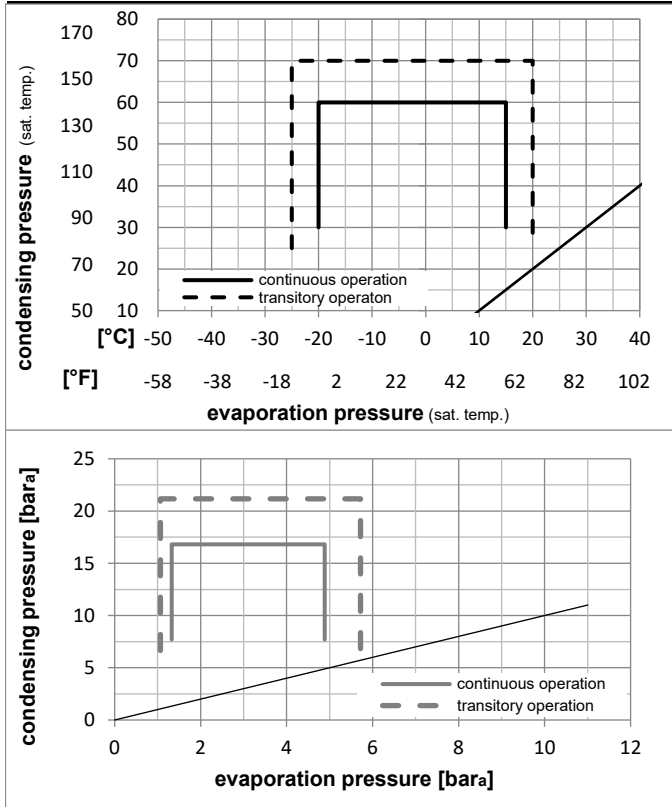 condensing pressure (sat. temp.)
170 80
150 70
130 60
50
110 40
90 30
70 20
50 10
continuous operation
transitory operaton
[°C] -50 -40 -30 -20 -10 0 10 20 30 40
[°F] -58 -38 -18 2 22 42 62 82 102
evaporation pressure (sat. temp.)
condensing pressure [bara]
25
20
15
10
5
0
continuous operation
transitory operation
0 2 4 6 8 10 12
evaporation pressure [bara]